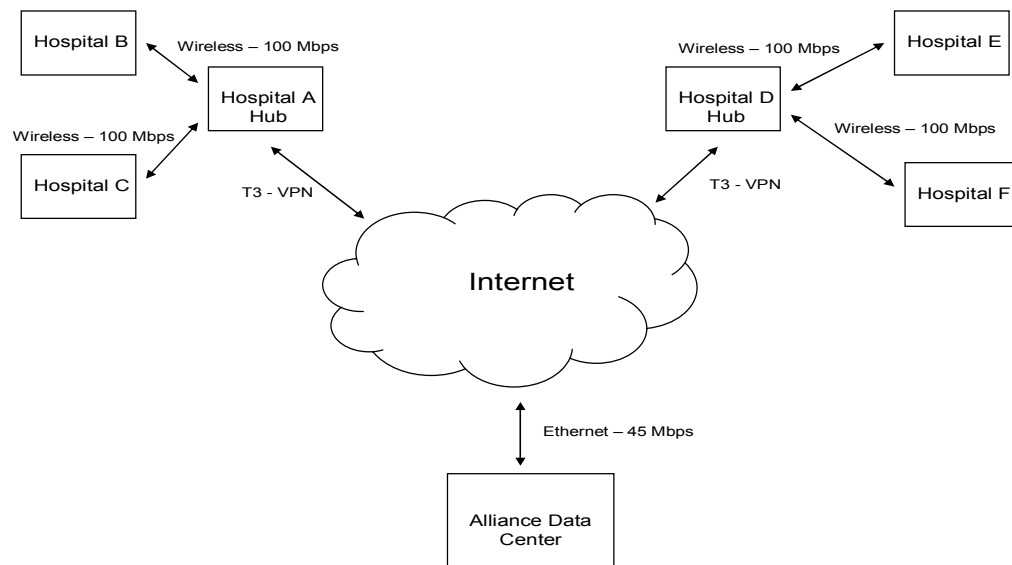 Hospital B
Wireless – 100 Mbps
Hospital A
Hub
Wireless – 100 Mbps
Hospital C
T3 - VPN
Hospital E
Wireless – 100 Mbps
Hospital D
Hub
Wireless – 100 Mbps
Hospital F
T3 - VPN
Internet
Ethernet – 45 Mbps
Alliance Data
Center